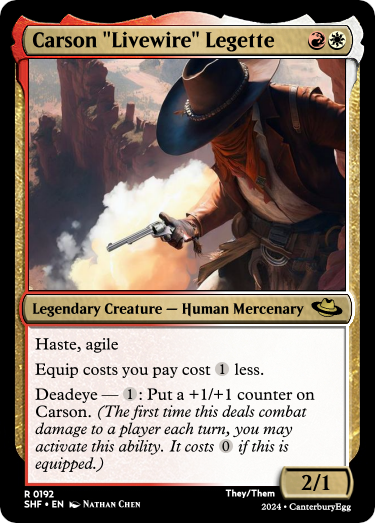 Carson "Livewire" Legette
Legendary Creature — Human Mercenary
Haste, agile
Equip costs you pay cost 1 less.
Deadeye — 1: Put a +1/+1 counter on
Carson. (The first time this deals combat
damage to a player each turn, you may
activate this ability. It costs 0 if this is
equipped.)
2/1
R 0192
SHF • EN Nathan Chen
They/Them
2024 • CanterburyEgg